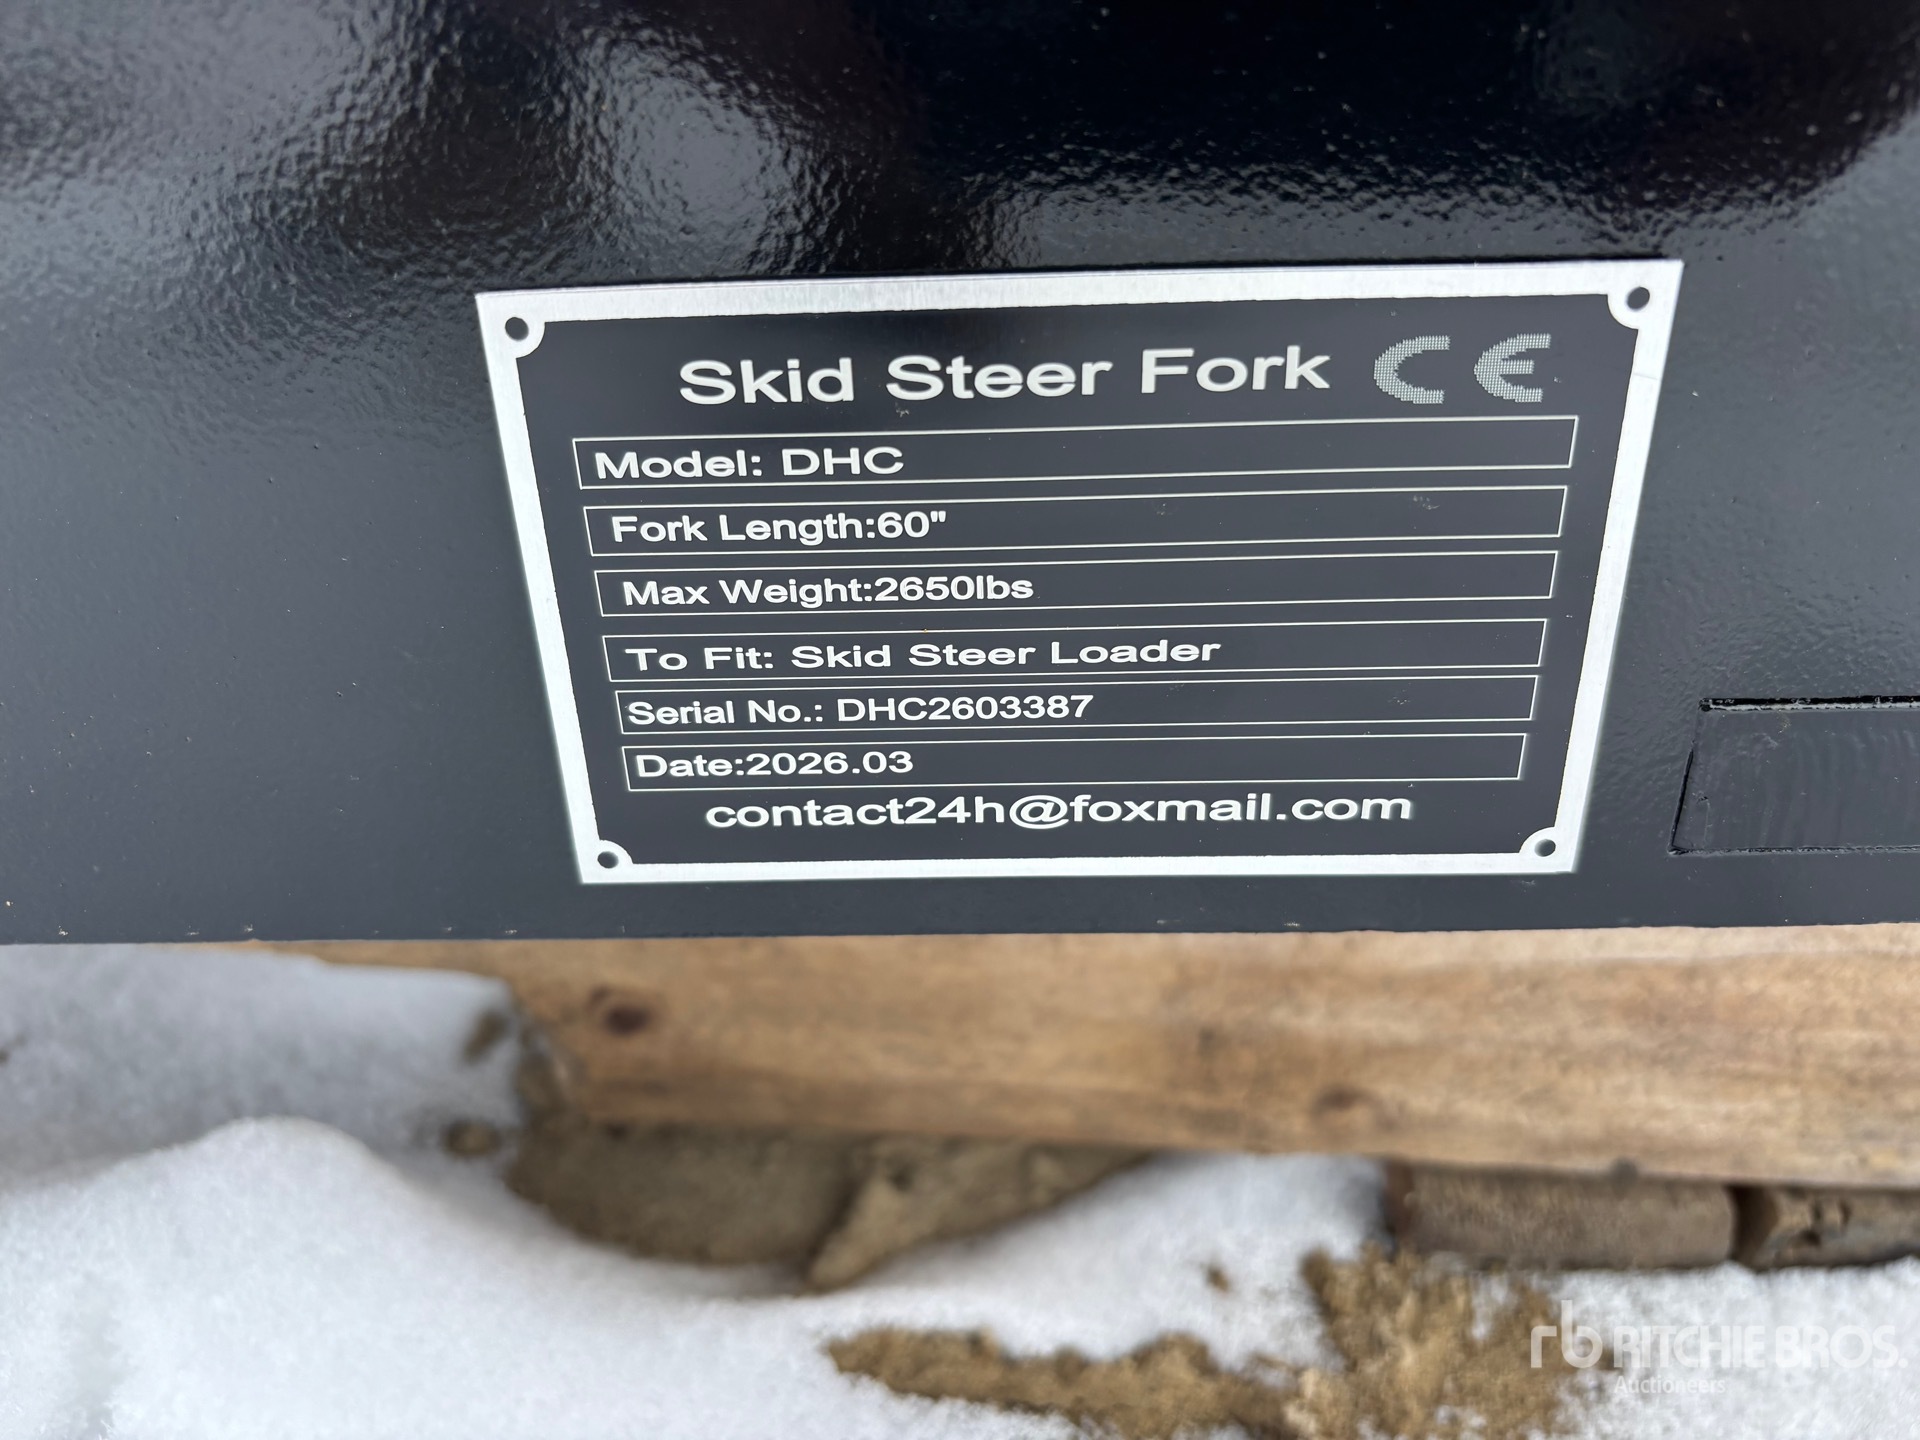 Skid Steer Fork CE
Model: DHC
Fork Length:60"
Max Weight:2650lbs
To Fit: Skid Steer Loader
Serial No.: DHC2603387
Date:2026.03
contact24h@foxmail.com
rb RITCHIE BROS.
Auctioneers